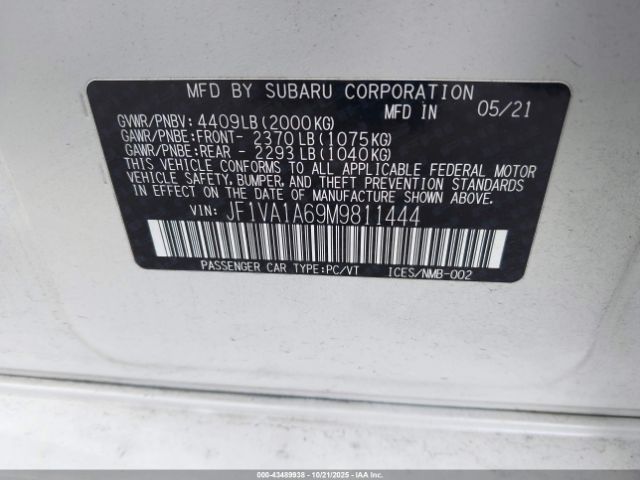 MFD BY SUBARU CORPORATION
MFD IN 05/21
GVWR/PNBV: 4409LB(2000KG)
GAWR/PNBE:FRONT- 2370LB(1075KG)
GAWR/PNBE:REAR - 2293LB(1040KG)
THIS VEHICLE CONFORMS TO ALL APPLICABLE FEDERAL MOTOR
VEHICLE SAFETY, BUMPER, AND THEFT PREVENTION STANDARDS
IN EFFECT ON THE DATE OF MANUFACTURE SHOWN ABOVE.
VIN: JF1VA1A69M9811444
PASSENGER CAR TYPE:PC/VT ICES/NMB-002
000-43489938 - 10/21/2025 - IAAI.COM